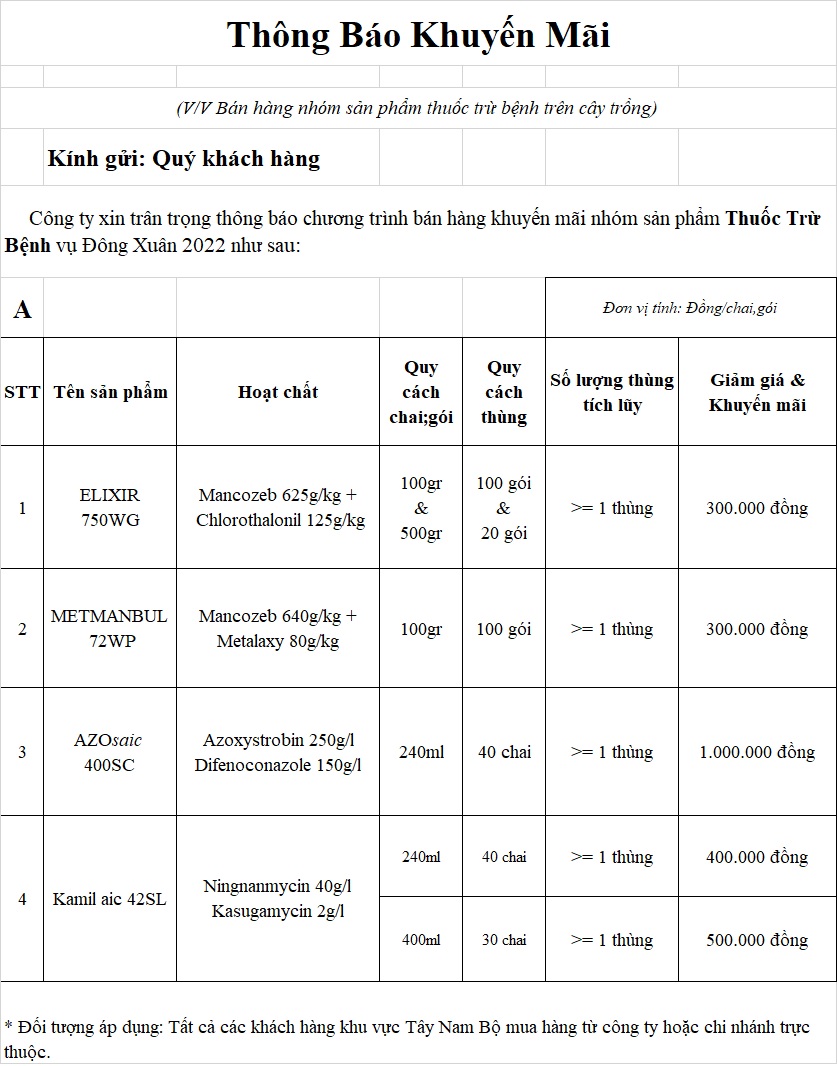 Thông Báo Khuyến Mãi
(V/V Bán hàng nhóm sản phẩm thuốc trừ bệnh trên cây trồng)
Kính gửi: Quý khách hàng
Công ty xin trân trọng thông báo chương trình bán hàng khuyến mãi nhóm sản phẩm Thuốc Trừ
Bệnh vụ Đông Xuân 2022 như sau:
A
Đơn vị tính: Đồng/chai,gói
STT
Tên sản phẩm
Hoạt chất
Quy
cách
chai;gói
Quy
cách
thùng
Số lượng thùng
tích lũy
Giảm giá &
Khuyến mãi
1
ELIXIR
750WG
Mancozeb 625g/kg +
Chlorothalonil 125g/kg
100gr
&
500gr
100 gói
&
20 gói
>= 1 thùng
300.000 đồng
2
METMANBUL
72WP
Mancozeb 640g/kg +
Metalaxy 80g/kg
100gr
100 gói
>= 1 thùng
300.000 đồng
3
AZOsaic
400SC
Azoxystrobin 250g/l
Difenoconazole 150g/l
240ml
40 chai
>= 1 thùng
1.000.000 đồng
4
Kamil aic 42SL
Ningnanmycin 40g/l
Kasugamycin 2g/l
240ml
40 chai
>= 1 thùng
400.000 đồng
400ml
30 chai
>= 1 thùng
500.000 đồng
* Đối tượng áp dụng: Tất cả các khách hàng khu vực Tây Nam Bộ mua hàng từ công ty hoặc chi nhánh trực
thuộc.